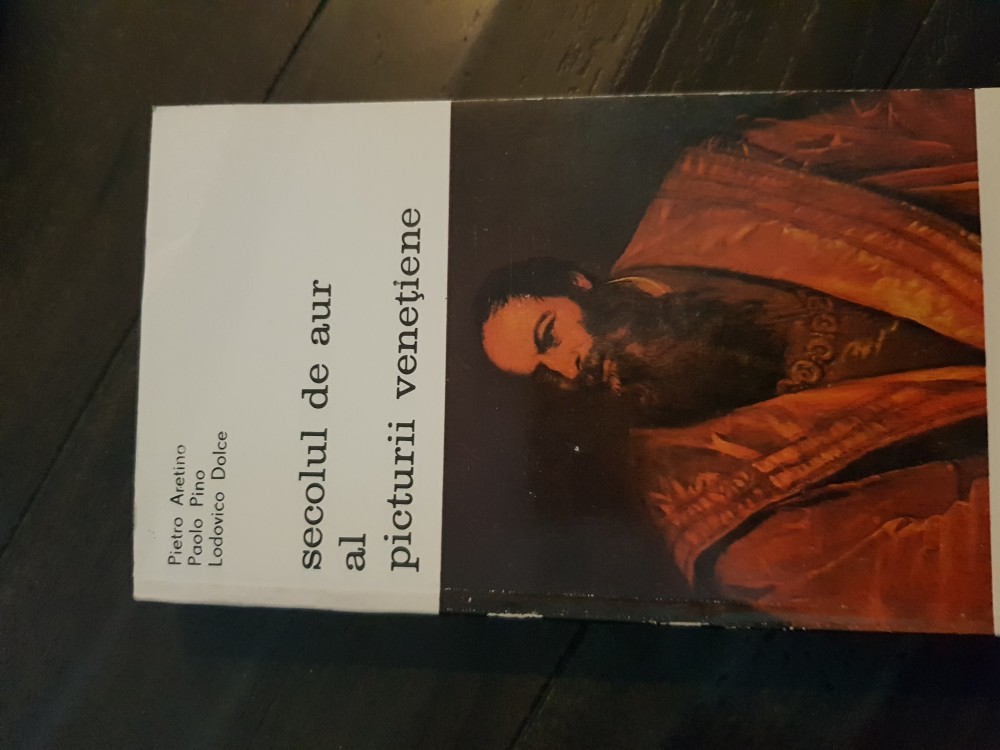 Pietro Aretino
Paolo Pino
Lodovico Dolce
secolul de aur
al
picturii venețiene